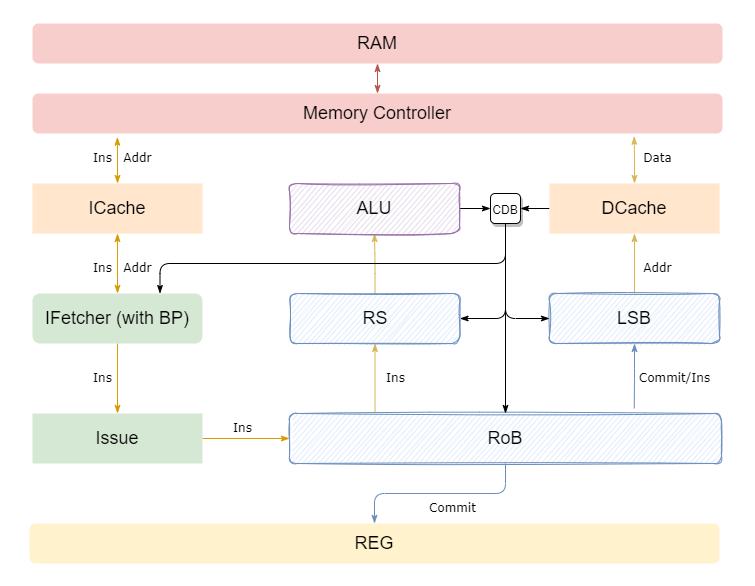 RAM
Memory Controller
Ins Addr
Data
ICache
ALU
CDB
DCache
Ins Addr
Addr
IFetcher (with BP)
RS
LSB
Ins
Ins
Commit/Ins
Issue
Ins
RoB
Commit
REG